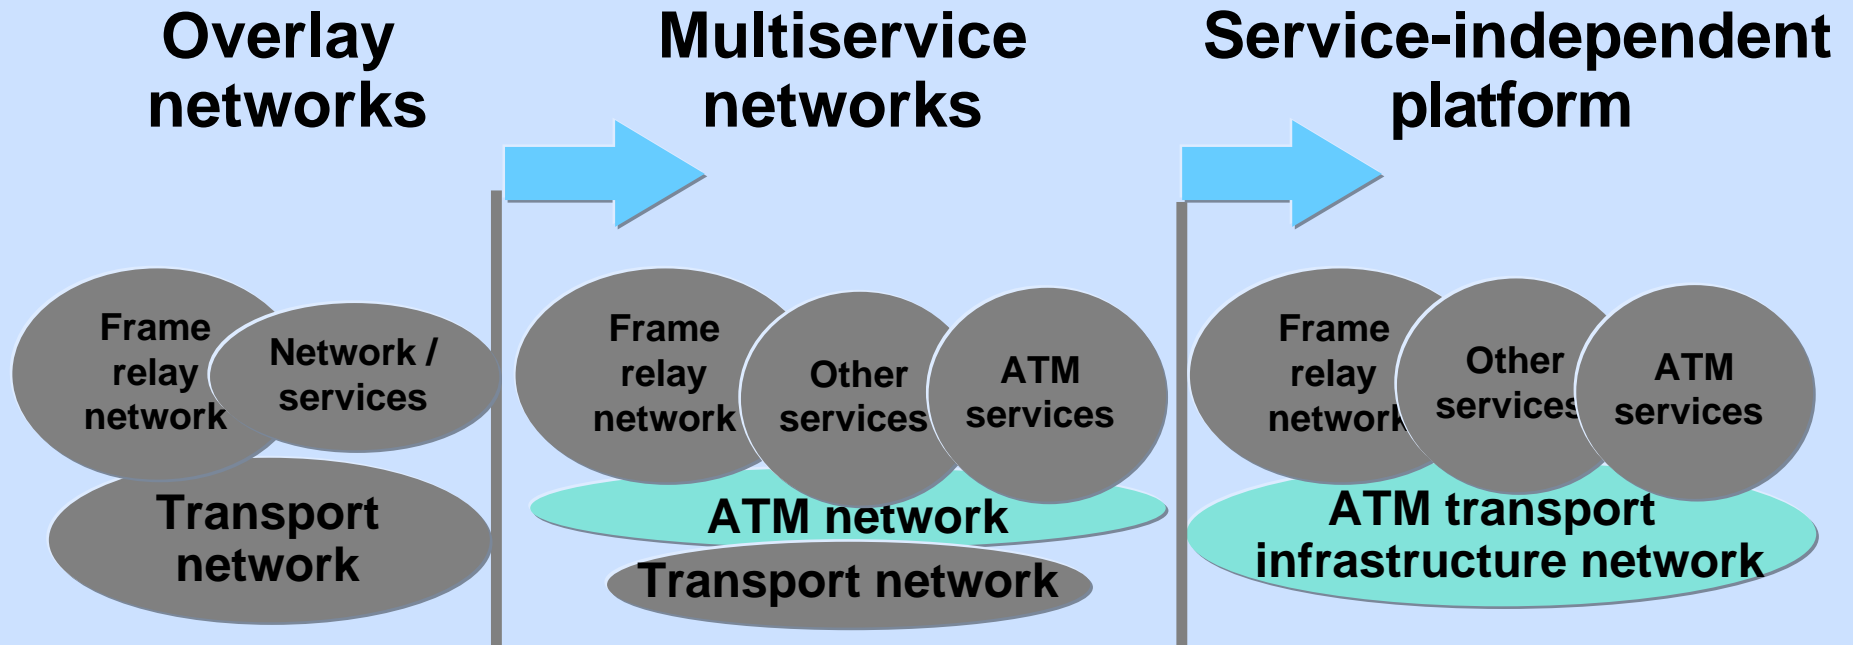 Overlay
networks
Multiservice
networks
Service-independent
platform
Frame
relay
network
Network /
services
Transport
network
Frame
relay
network
Other
services
ATM
services
ATM network
Transport network
Frame
relay
network
Other
services
ATM
services
ATM transport
infrastructure network